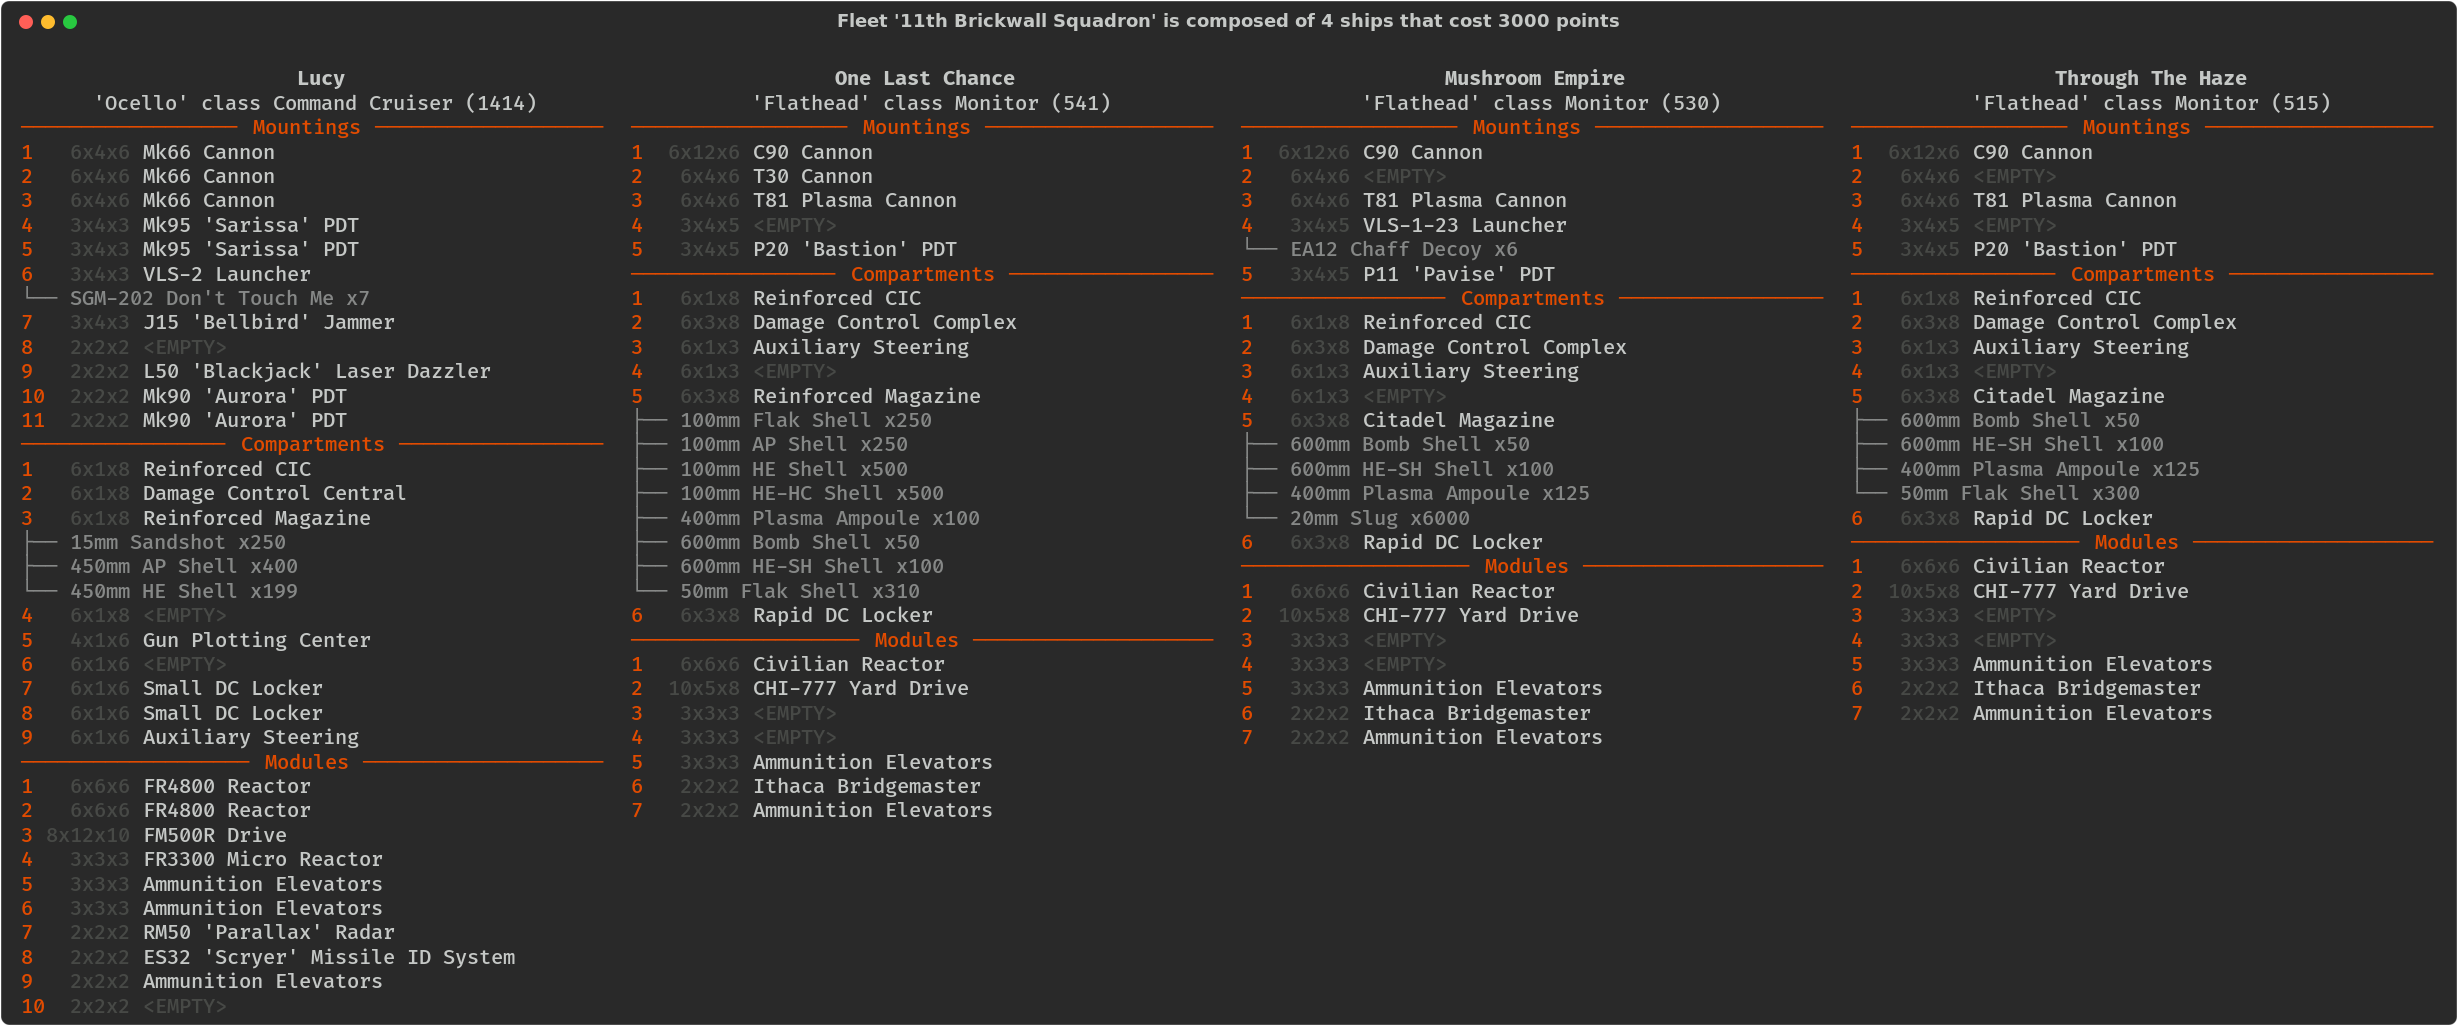 Fleet '11th Brickwall Squadron' is composed of 4 ships that cost 3000 points
Lucy
'Ocello' class Command Cruiser (1414)
Mountings
1 6x4x6 Mk66 Cannon
2 6x4x6 Mk66 Cannon
3 6x4x6 Mk66 Cannon
4 3x4x3 Mk95 'Sarissa' PDT
5 3x4x3 Mk95 'Sarissa' PDT
6 3x4x3 VLS-2 Launcher
SGM-202 Don't Touch Me x7
7 3x4x3 J15 'Bellbird' Jammer
8 2x2x2 <EMPTY>
9 2x2x2 L50 'Blackjack' Laser Dazzler
10 2x2x2 Mk90 'Aurora' PDT
11 2x2x2 Mk90 'Aurora' PDT
Compartments
1 6x1x8 Reinforced CIC
2 6x1x8 Damage Control Central
3 6x1x8 Reinforced Magazine
15mm Sandshot x250
450mm AP Shell x400
450mm HE Shell x199
4 6x1x8 <EMPTY>
5 4x1x6 Gun Plotting Center
6 6x1x6 <EMPTY>
7 6x1x6 Small DC Locker
8 6x1x6 Small DC Locker
9 6x1x6 Auxiliary Steering
Modules
1 6x6x6 FR4800 Reactor
2 6x6x6 FR4800 Reactor
3 8x12x10 FM500R Drive
4 3x3x3 FR3300 Micro Reactor
5 3x3x3 Ammunition Elevators
6 3x3x3 Ammunition Elevators
7 2x2x2 RM50 'Parallax' Radar
8 2x2x2 ES32 'Scryer' Missile ID System
9 2x2x2 Ammunition Elevators
10 2x2x2 <EMPTY>
One Last Chance
'Flathead' class Monitor (541)
Mountings
1 6x12x6 C90 Cannon
2 6x4x6 T30 Cannon
3 6x4x6 T81 Plasma Cannon
4 3x4x5 <EMPTY>
5 3x4x5 P20 'Bastion' PDT
Compartments
1 6x1x8 Reinforced CIC
2 6x3x8 Damage Control Complex
3 6x1x3 Auxiliary Steering
4 6x1x3 <EMPTY>
5 6x3x8 Reinforced Magazine
100mm Flak Shell x250
100mm AP Shell x250
100mm HE Shell x500
100mm HE-HC Shell x500
400mm Plasma Ampoule x100
600mm Bomb Shell x50
600mm HE-SH Shell x100
50mm Flak Shell x310
6 6x3x8 Rapid DC Locker
Modules
1 6x6x6 Civilian Reactor
2 10x5x8 CHI-777 Yard Drive
3 3x3x3 <EMPTY>
4 3x3x3 <EMPTY>
5 3x3x3 Ammunition Elevators
6 2x2x2 Ithaca Bridgemaster
7 2x2x2 Ammunition Elevators
Mushroom Empire
'Flathead' class Monitor (530)
Mountings
1 6x12x6 C90 Cannon
2 6x4x6 <EMPTY>
3 6x4x6 T81 Plasma Cannon
4 3x4x5 VLS-1-23 Launcher
EA12 Chaff Decoy x6
5 3x4x5 P11 'Pavise' PDT
Compartments
1 6x1x8 Reinforced CIC
2 6x3x8 Damage Control Complex
3 6x1x3 Auxiliary Steering
4 6x1x3 <EMPTY>
5 6x3x8 Citadel Magazine
600mm Bomb Shell x50
600mm HE-SH Shell x100
400mm Plasma Ampoule x125
20mm Slug x6000
6 6x3x8 Rapid DC Locker
Modules
1 6x6x6 Civilian Reactor
2 10x5x8 CHI-777 Yard Drive
3 3x3x3 <EMPTY>
4 3x3x3 <EMPTY>
5 3x3x3 Ammunition Elevators
6 2x2x2 Ithaca Bridgemaster
7 2x2x2 Ammunition Elevators
Through The Haze
'Flathead' class Monitor (515)
Mountings
1 6x12x6 C90 Cannon
2 6x4x6 <EMPTY>
3 6x4x6 T81 Plasma Cannon
4 3x4x5 <EMPTY>
5 3x4x5 P20 'Bastion' PDT
Compartments
1 6x1x8 Reinforced CIC
2 6x3x8 Damage Control Complex
3 6x1x3 Auxiliary Steering
4 6x1x3 <EMPTY>
5 6x3x8 Citadel Magazine
600mm Bomb Shell x50
600mm HE-SH Shell x100
400mm Plasma Ampoule x125
50mm Flak Shell x300
6 6x3x8 Rapid DC Locker
Modules
1 6x6x6 Civilian Reactor
2 10x5x8 CHI-777 Yard Drive
3 3x3x3 <EMPTY>
4 3x3x3 <EMPTY>
5 3x3x3 Ammunition Elevators
6 2x2x2 Ithaca Bridgemaster
7 2x2x2 Ammunition Elevators